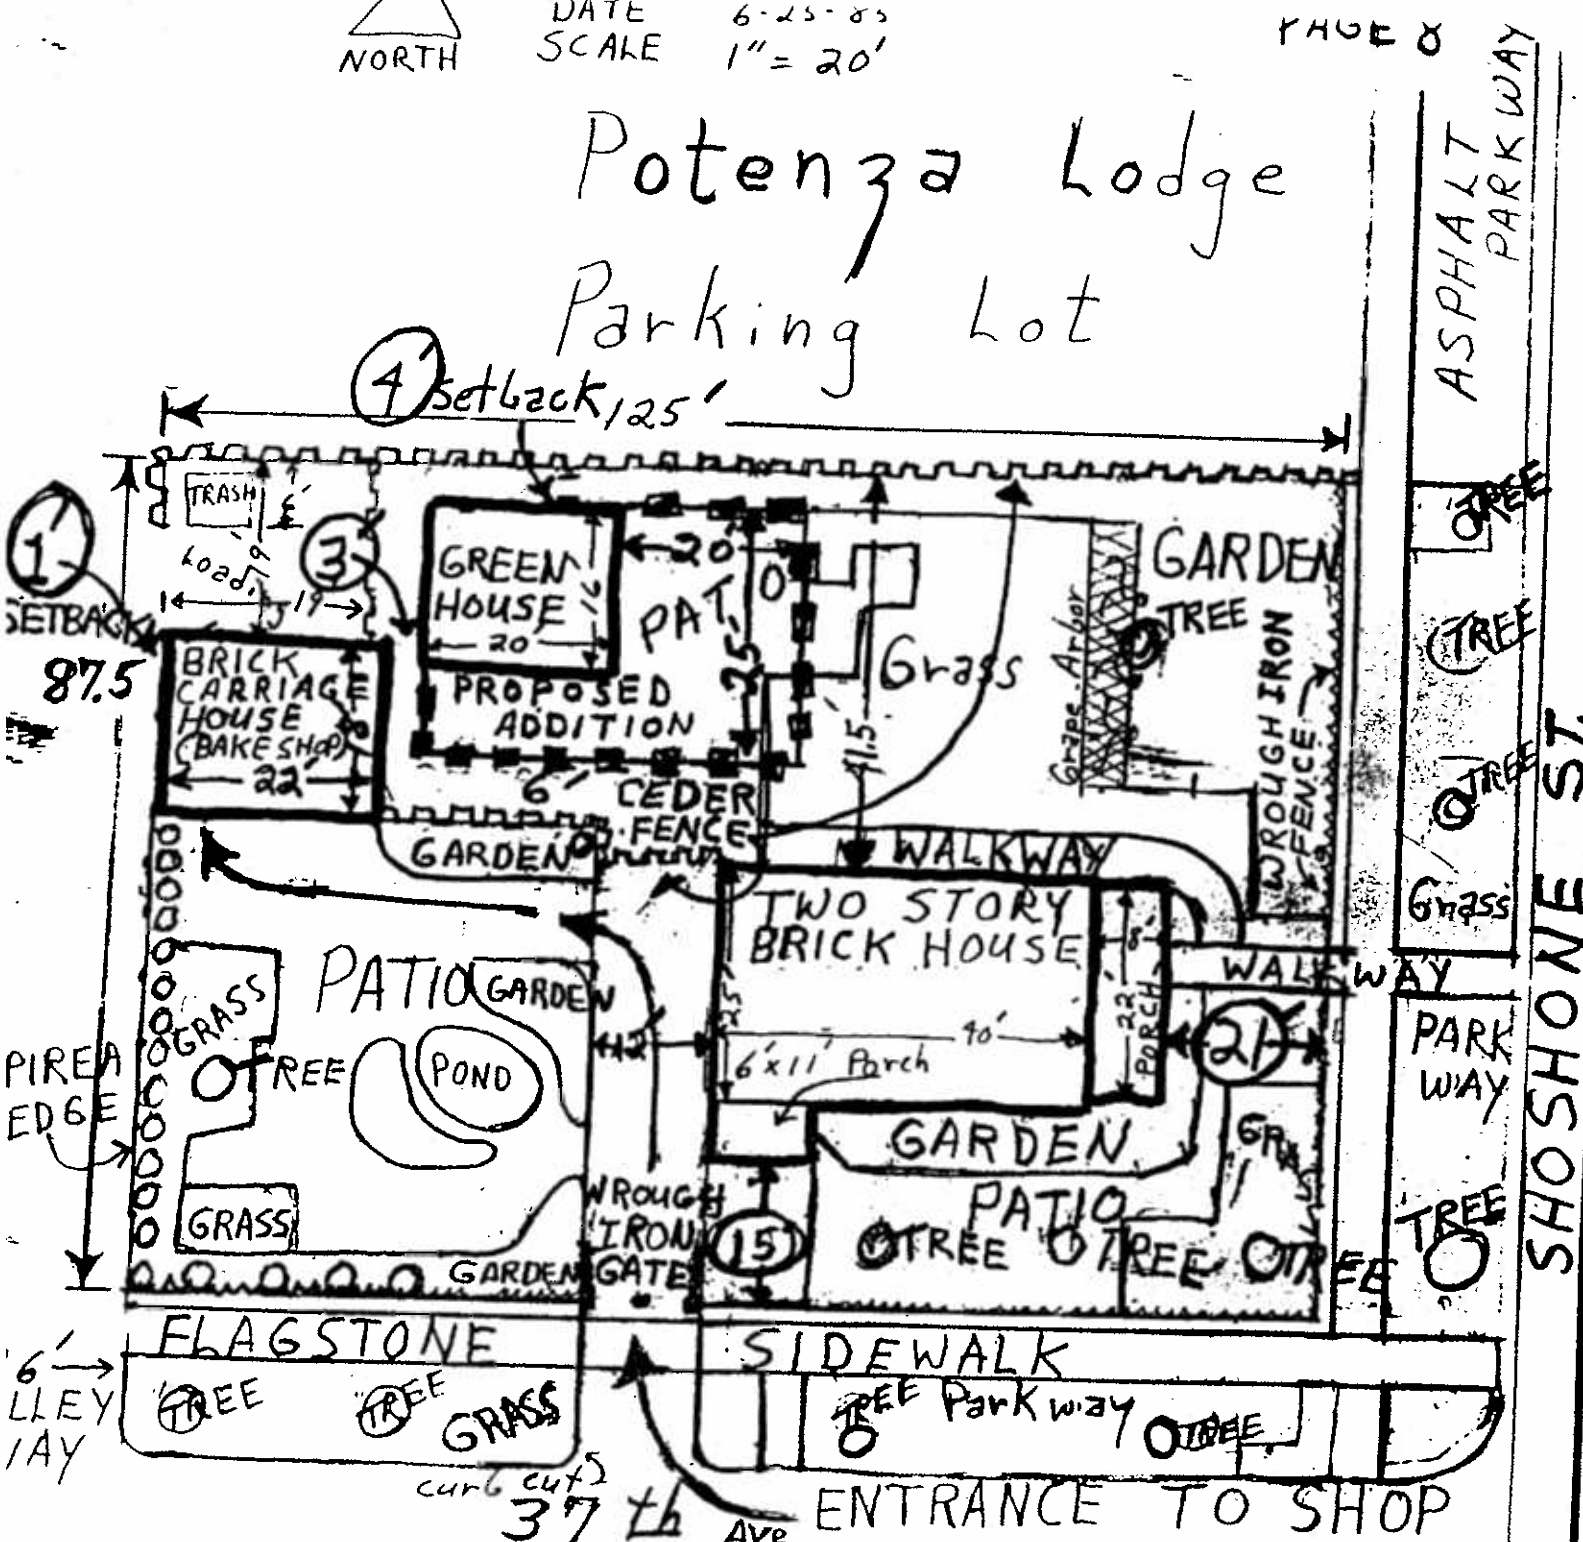 DATE 6-25-85
NORTH SCALE 1"= 20'
PAGE 8
ASPHALT
PARKWAY
Potenza Lodge
Parking Lot
4' setback 125'
TRASH
Load
19
1'
SETBACK
87.5
3'
GREEN
HOUSE
16
20'
20'
25'
PROPOSED
ADDITION
6'
CEDER
FENCE
41.5'
Grass
Grape Arbor
GARDEN
TREE
WROUGH IRON
FENCE
BRICK
CARRIAGE
HOUSE
(BAKE SHOP)
22'
GARDEN
WALKWAY
TWO STORY
BRICK HOUSE
25'
40'
6'x11' Porch
8'
22'
PORCH
WALKWAY
21'
12'
PATIO
GARDEN
GRASS
TREE
POND
PIREA
EDGE
GRASS
GARDEN
WROUGH
IRON
GATE
15'
GARDEN
PATIO
GRA
TREE
TREE
TREE
TREE
TREE
TREE
Grass
PARK
WAY
TREE
SHOSHONE ST.
FLAGSTONE SIDEWALK
6'
LLEY
TREE
TREE
GRASS
TREE Parkway
TREE
curb cuts
37th Ave
ENTRANCE TO SHOP